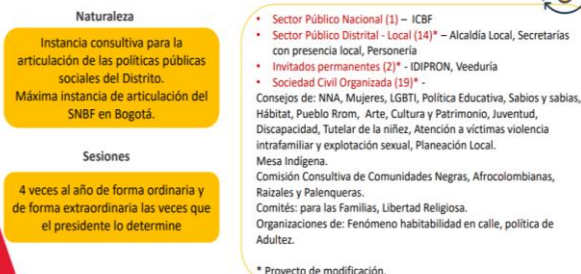 Naturaleza
Instancia consultiva para la
articulación de las políticas públicas
sociales del Distrito.
Máxima instancia de articulación del
SNBF en Bogotá.
Sesiones
4 veces al año de forma ordinaria y
de forma extraordinaria las veces que
el presidente lo determine
• Sector Público Nacional (1) – ICBF
• Sector Público Distrital - Local (14)* – Alcaldía Local, Secretarías
con presencia local, Personería
• Invitados permanentes (2)* - IDIPRON, Veeduría
• Sociedad Civil Organizada (19)* -
Consejos de: NNA, Mujeres, LGBTI, Política Educativa, Sabios y sabias,
Hábitat, Pueblo Rrom, Arte, Cultura y Patrimonio, Juventud,
Discapacidad, Tutelar de la niñez, Atención a víctimas violencia
intrafamiliar y explotación sexual, Planeación Local.
Mesa Indígena.
Comisión Consultiva de Comunidades Negras, Afrocolombianas,
Raizales y Palenqueras.
Comités: para las Familias, Libertad Religiosa.
Organizaciones de: Fenómeno habitabilidad en calle, política de
Adultez.
* Proyecto de modificación.